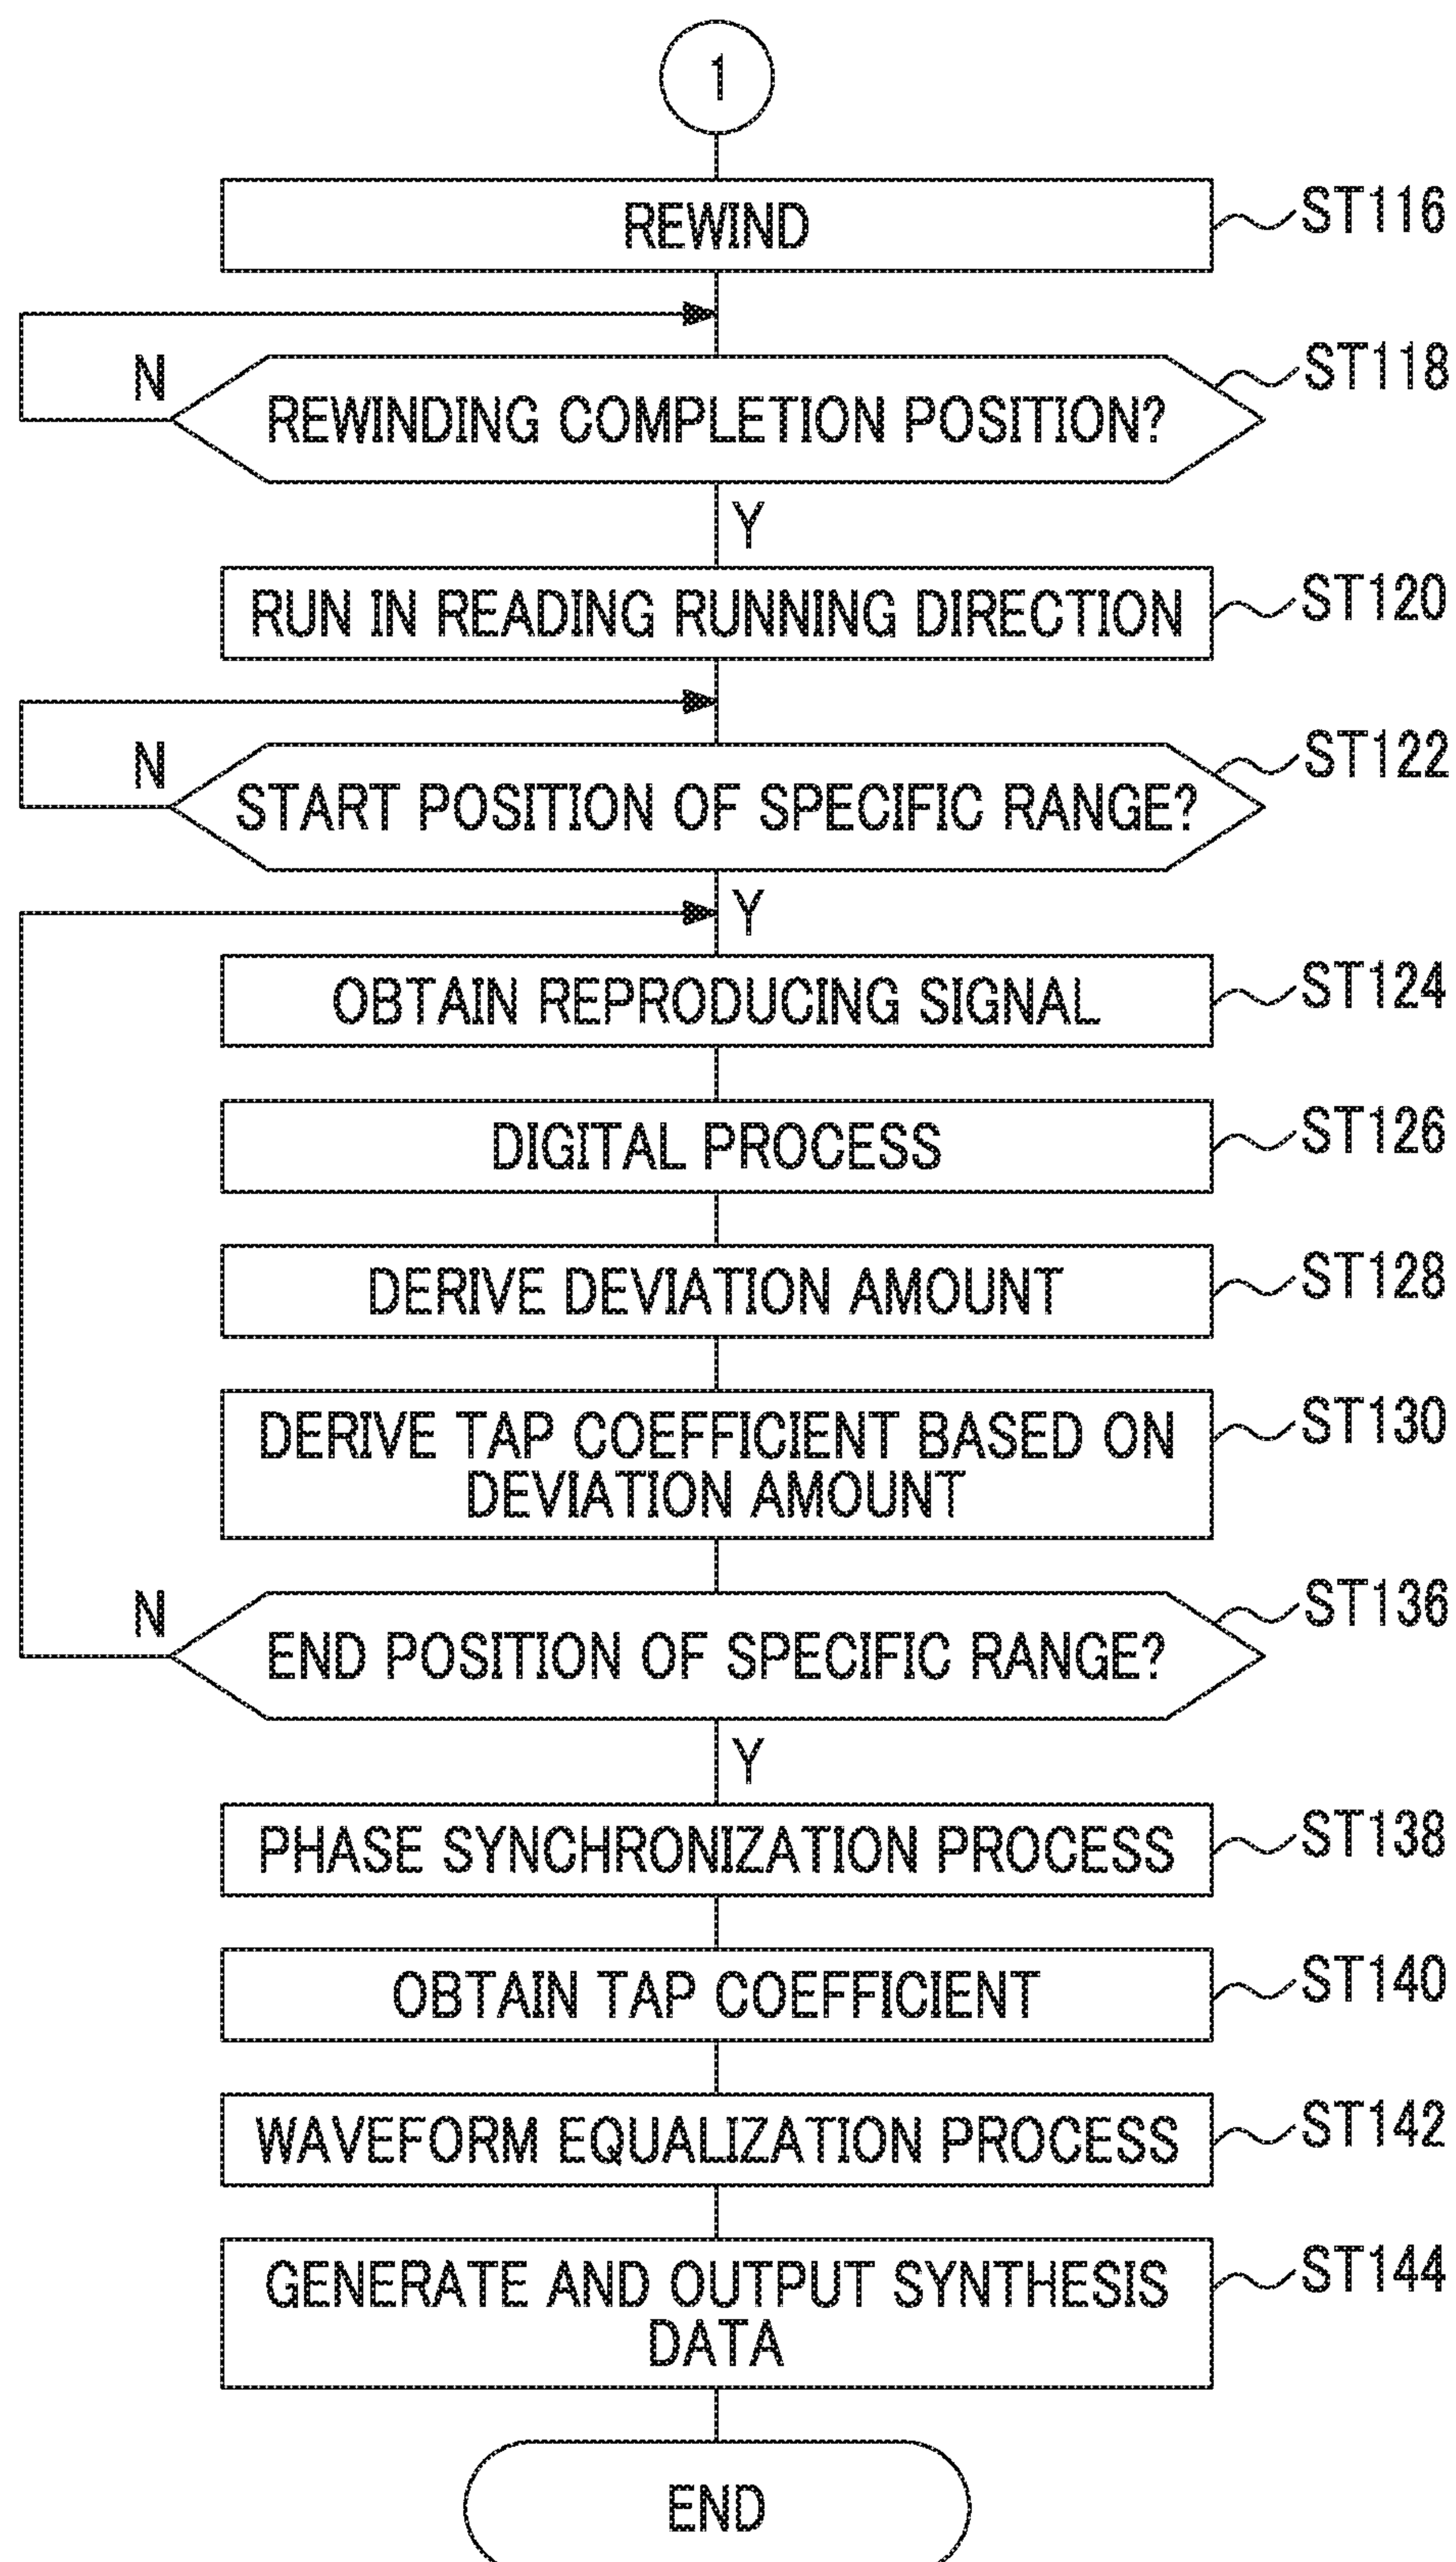 1
REWIND
ST116
N
REWINDING COMPLETION POSITION?
ST118
Y
RUN IN READING RUNNING DIRECTION
ST120
N
START POSITION OF SPECIFIC RANGE?
ST122
Y
OBTAIN REPRODUCING SIGNAL
ST124
DIGITAL PROCESS
ST126
DERIVE DEVIATION AMOUNT
ST128
DERIVE TAP COEFFICIENT BASED ON
DEVIATION AMOUNT
ST130
N
END POSITION OF SPECIFIC RANGE?
ST136
Y
PHASE SYNCHRONIZATION PROCESS
ST138
OBTAIN TAP COEFFICIENT
ST140
WAVEFORM EQUALIZATION PROCESS
ST142
GENERATE AND OUTPUT SYNTHESIS
DATA
ST144
END